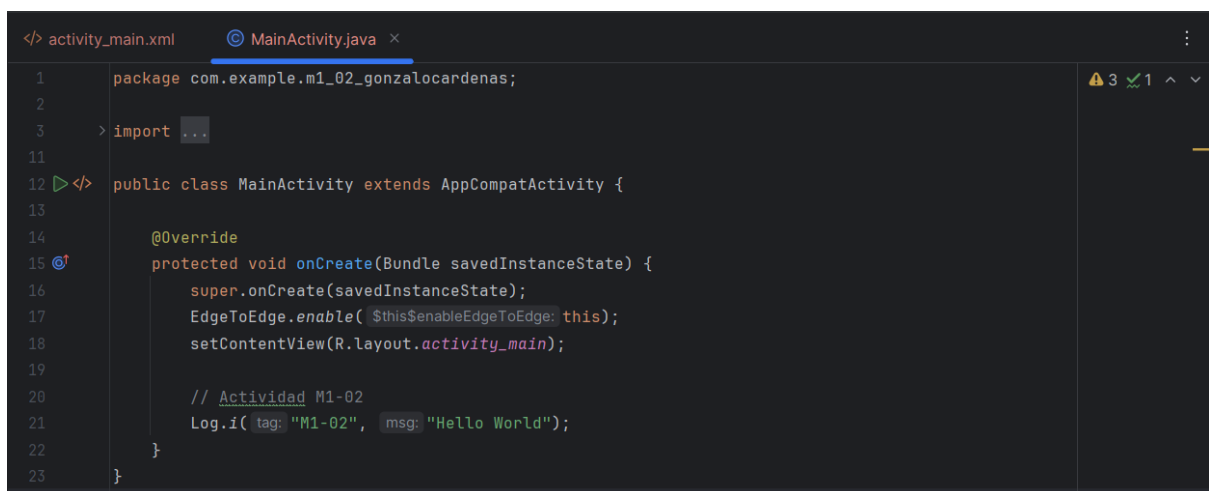 activity_main.xml MainActivity.java ×
1 package com.example.m1_02_gonzalocardenas;
3 2
3 > import ...
11
12 public class MainActivity extends AppCompatActivity {
13
14 @Override
15 protected void onCreate(Bundle savedInstanceState) {
16 super.onCreate(savedInstanceState);
17 EdgeToEdge.enable( $this$enableEdgeToEdge: this);
18 setContentView(R.layout.activity_main);
19
20 // Actividad M1-02
21 Log.i( tag: "M1-02", msg: "Hello World");
22 }
23 }
1